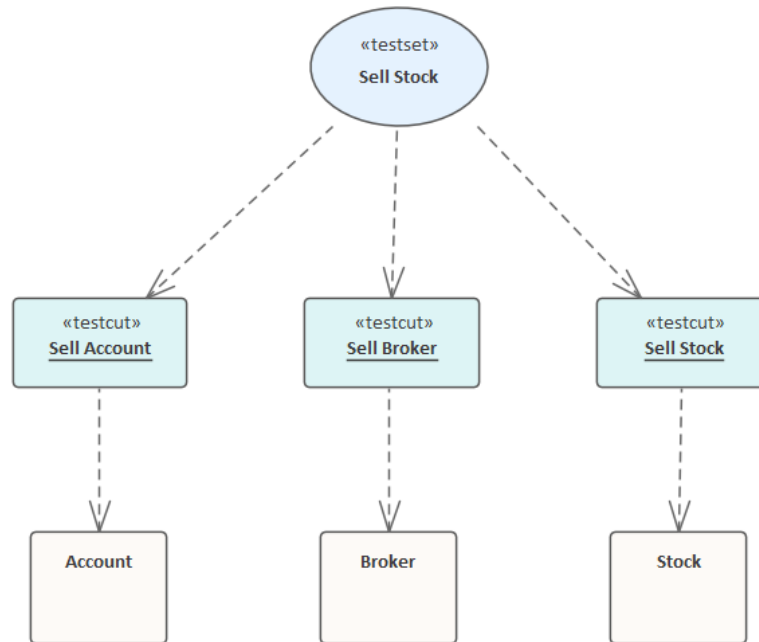 «testset»
Sell Stock
«testcut»
Sell Account
«testcut»
Sell Broker
«testcut»
Sell Stock
Account
Broker
Stock